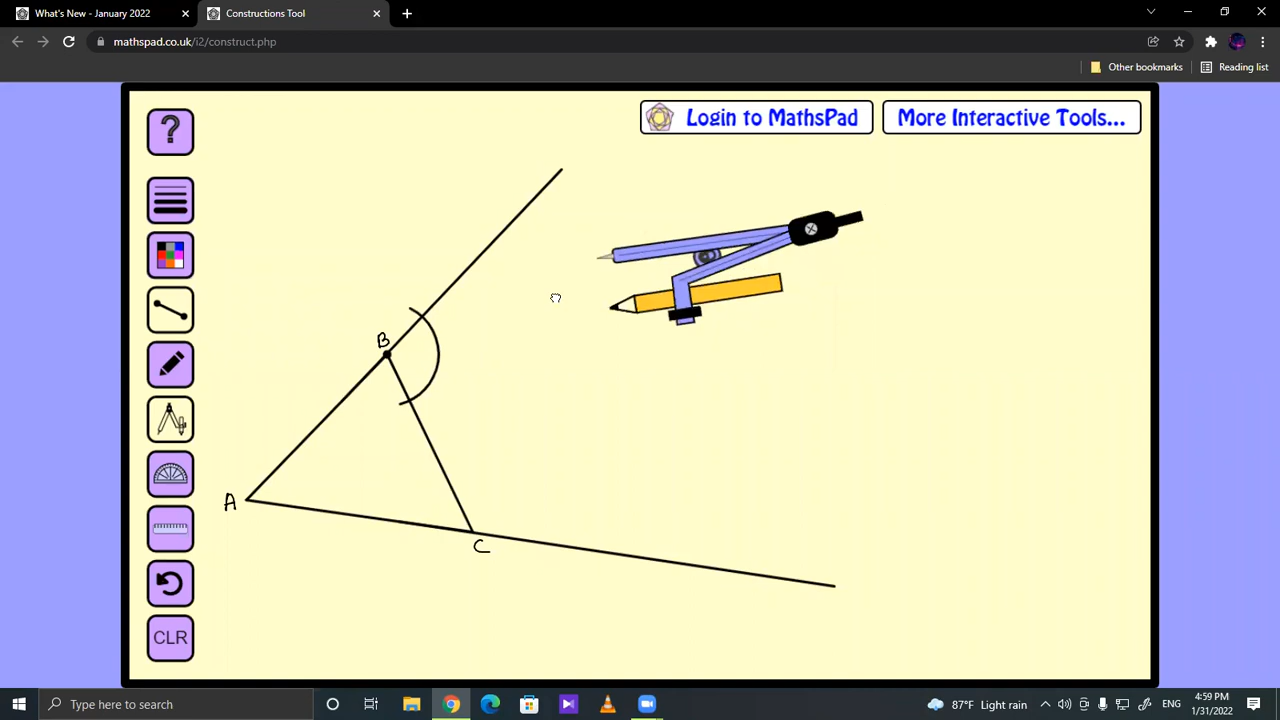 What's New - January 2022
Constructions Tool
mathspad.co.uk/i2/construct.php
Other bookmarks
Reading list
?
Login to MathsPad
More Interactive Tools...
B
A
C
CLR
Type here to search
87°F Light rain
4:59 PM
1/31/2022